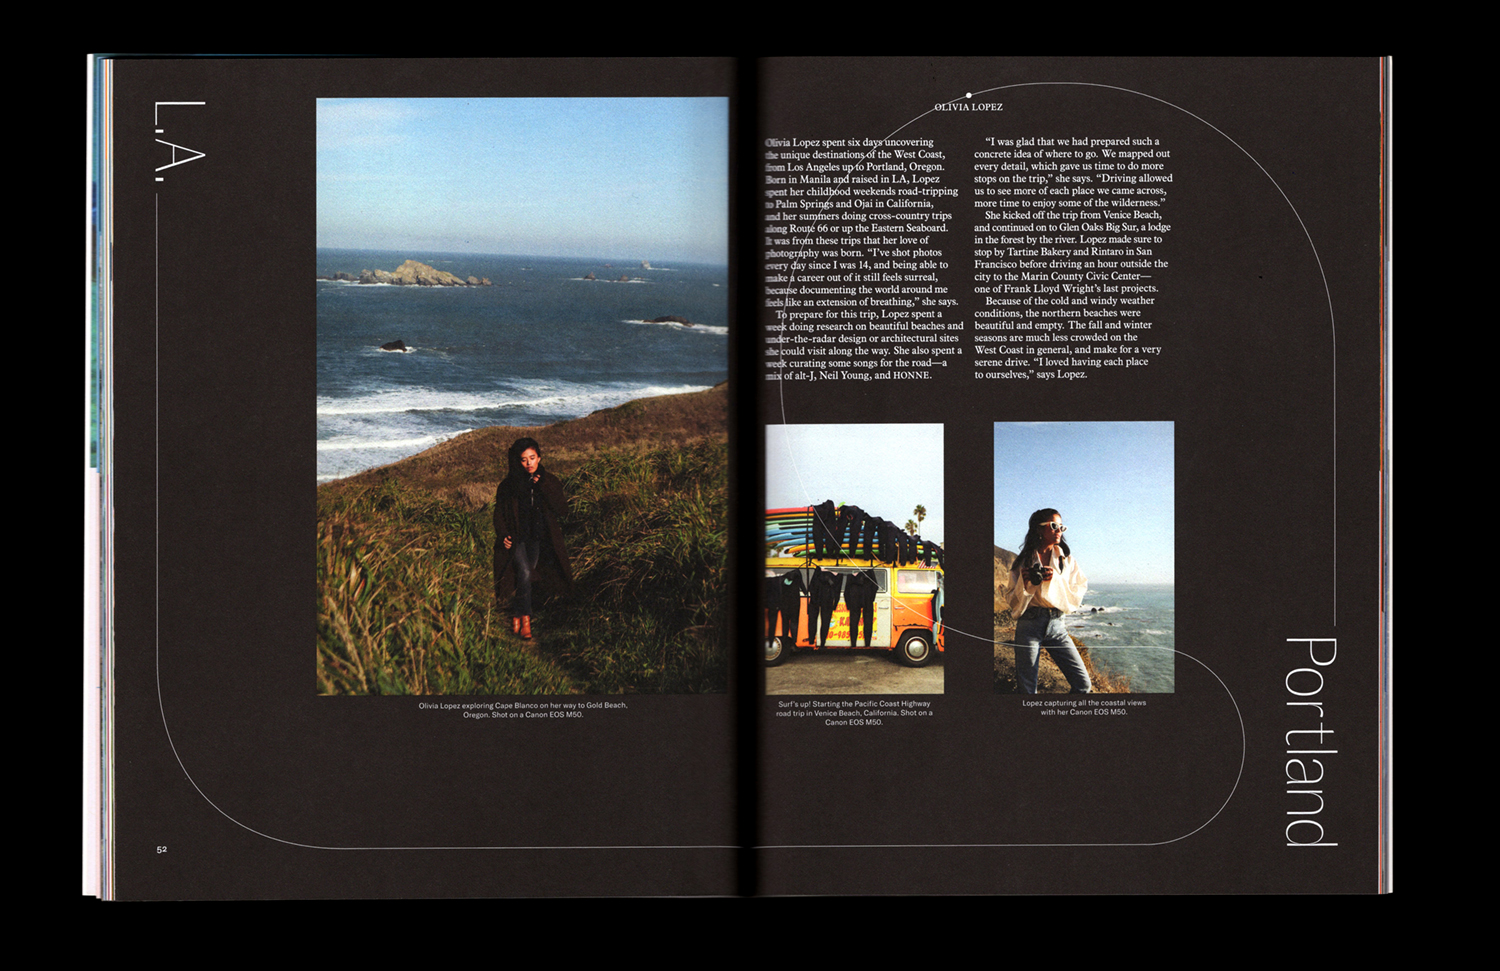 L.A.
Olivia Lopez exploring Cape Blanco on her way to Gold Beach,
Oregon. Shot on a Canon EOS M50.
52
OLIVIA LOPEZ
Olivia Lopez spent six days uncovering
the unique destinations of the West Coast,
from Los Angeles up to Portland, Oregon.
Born in Manila and raised in LA, Lopez
spent her childhood weekends road-tripping
to Palm Springs and Ojai in California,
and her summers doing cross-country trips
along Route 66 or up the Eastern Seaboard.
It was from these trips that her love of
photography was born. “I’ve shot photos
every day since I was 14, and being able to
make a career out of it still feels surreal,
because documenting the world around me
feels like an extension of breathing,” she says.
To prepare for this trip, Lopez spent a
week doing research on beautiful beaches and
under-the-radar design or architectural sites
she could visit along the way. She also spent a
week curating some songs for the road—a
mix of alt-J, Neil Young, and HONNE.
“I was glad that we had prepared such a
concrete idea of where to go. We mapped out
every detail, which gave us time to do more
stops on the trip,” she says. “Driving allowed
us to see more of each place we came across,
more time to enjoy some of the wilderness.”
She kicked off the trip from Venice Beach,
and continued on to Glen Oaks Big Sur, a lodge
in the forest by the river. Lopez made sure to
stop by Tartine Bakery and Rintaro in San
Francisco before driving an hour outside the
city to the Marin County Civic Center—
one of Frank Lloyd Wright’s last projects.
Because of the cold and windy weather
conditions, the northern beaches were
beautiful and empty. The fall and winter
seasons are much less crowded on the
West Coast in general, and make for a very
serene drive. “I loved having each place
to ourselves,” says Lopez.
Surf’s up! Starting the Pacific Coast Highway
road trip in Venice Beach, California. Shot on a
Canon EOS M50.
Lopez capturing all the coastal views
with her Canon EOS M50.
Portland